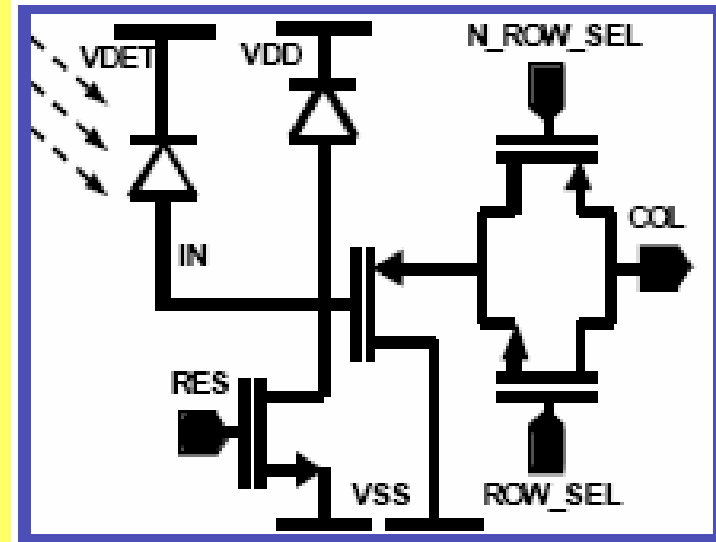 N_ROW_SEL
VDET
VDD
COL
IN
RES
VSS
ROW_SEL